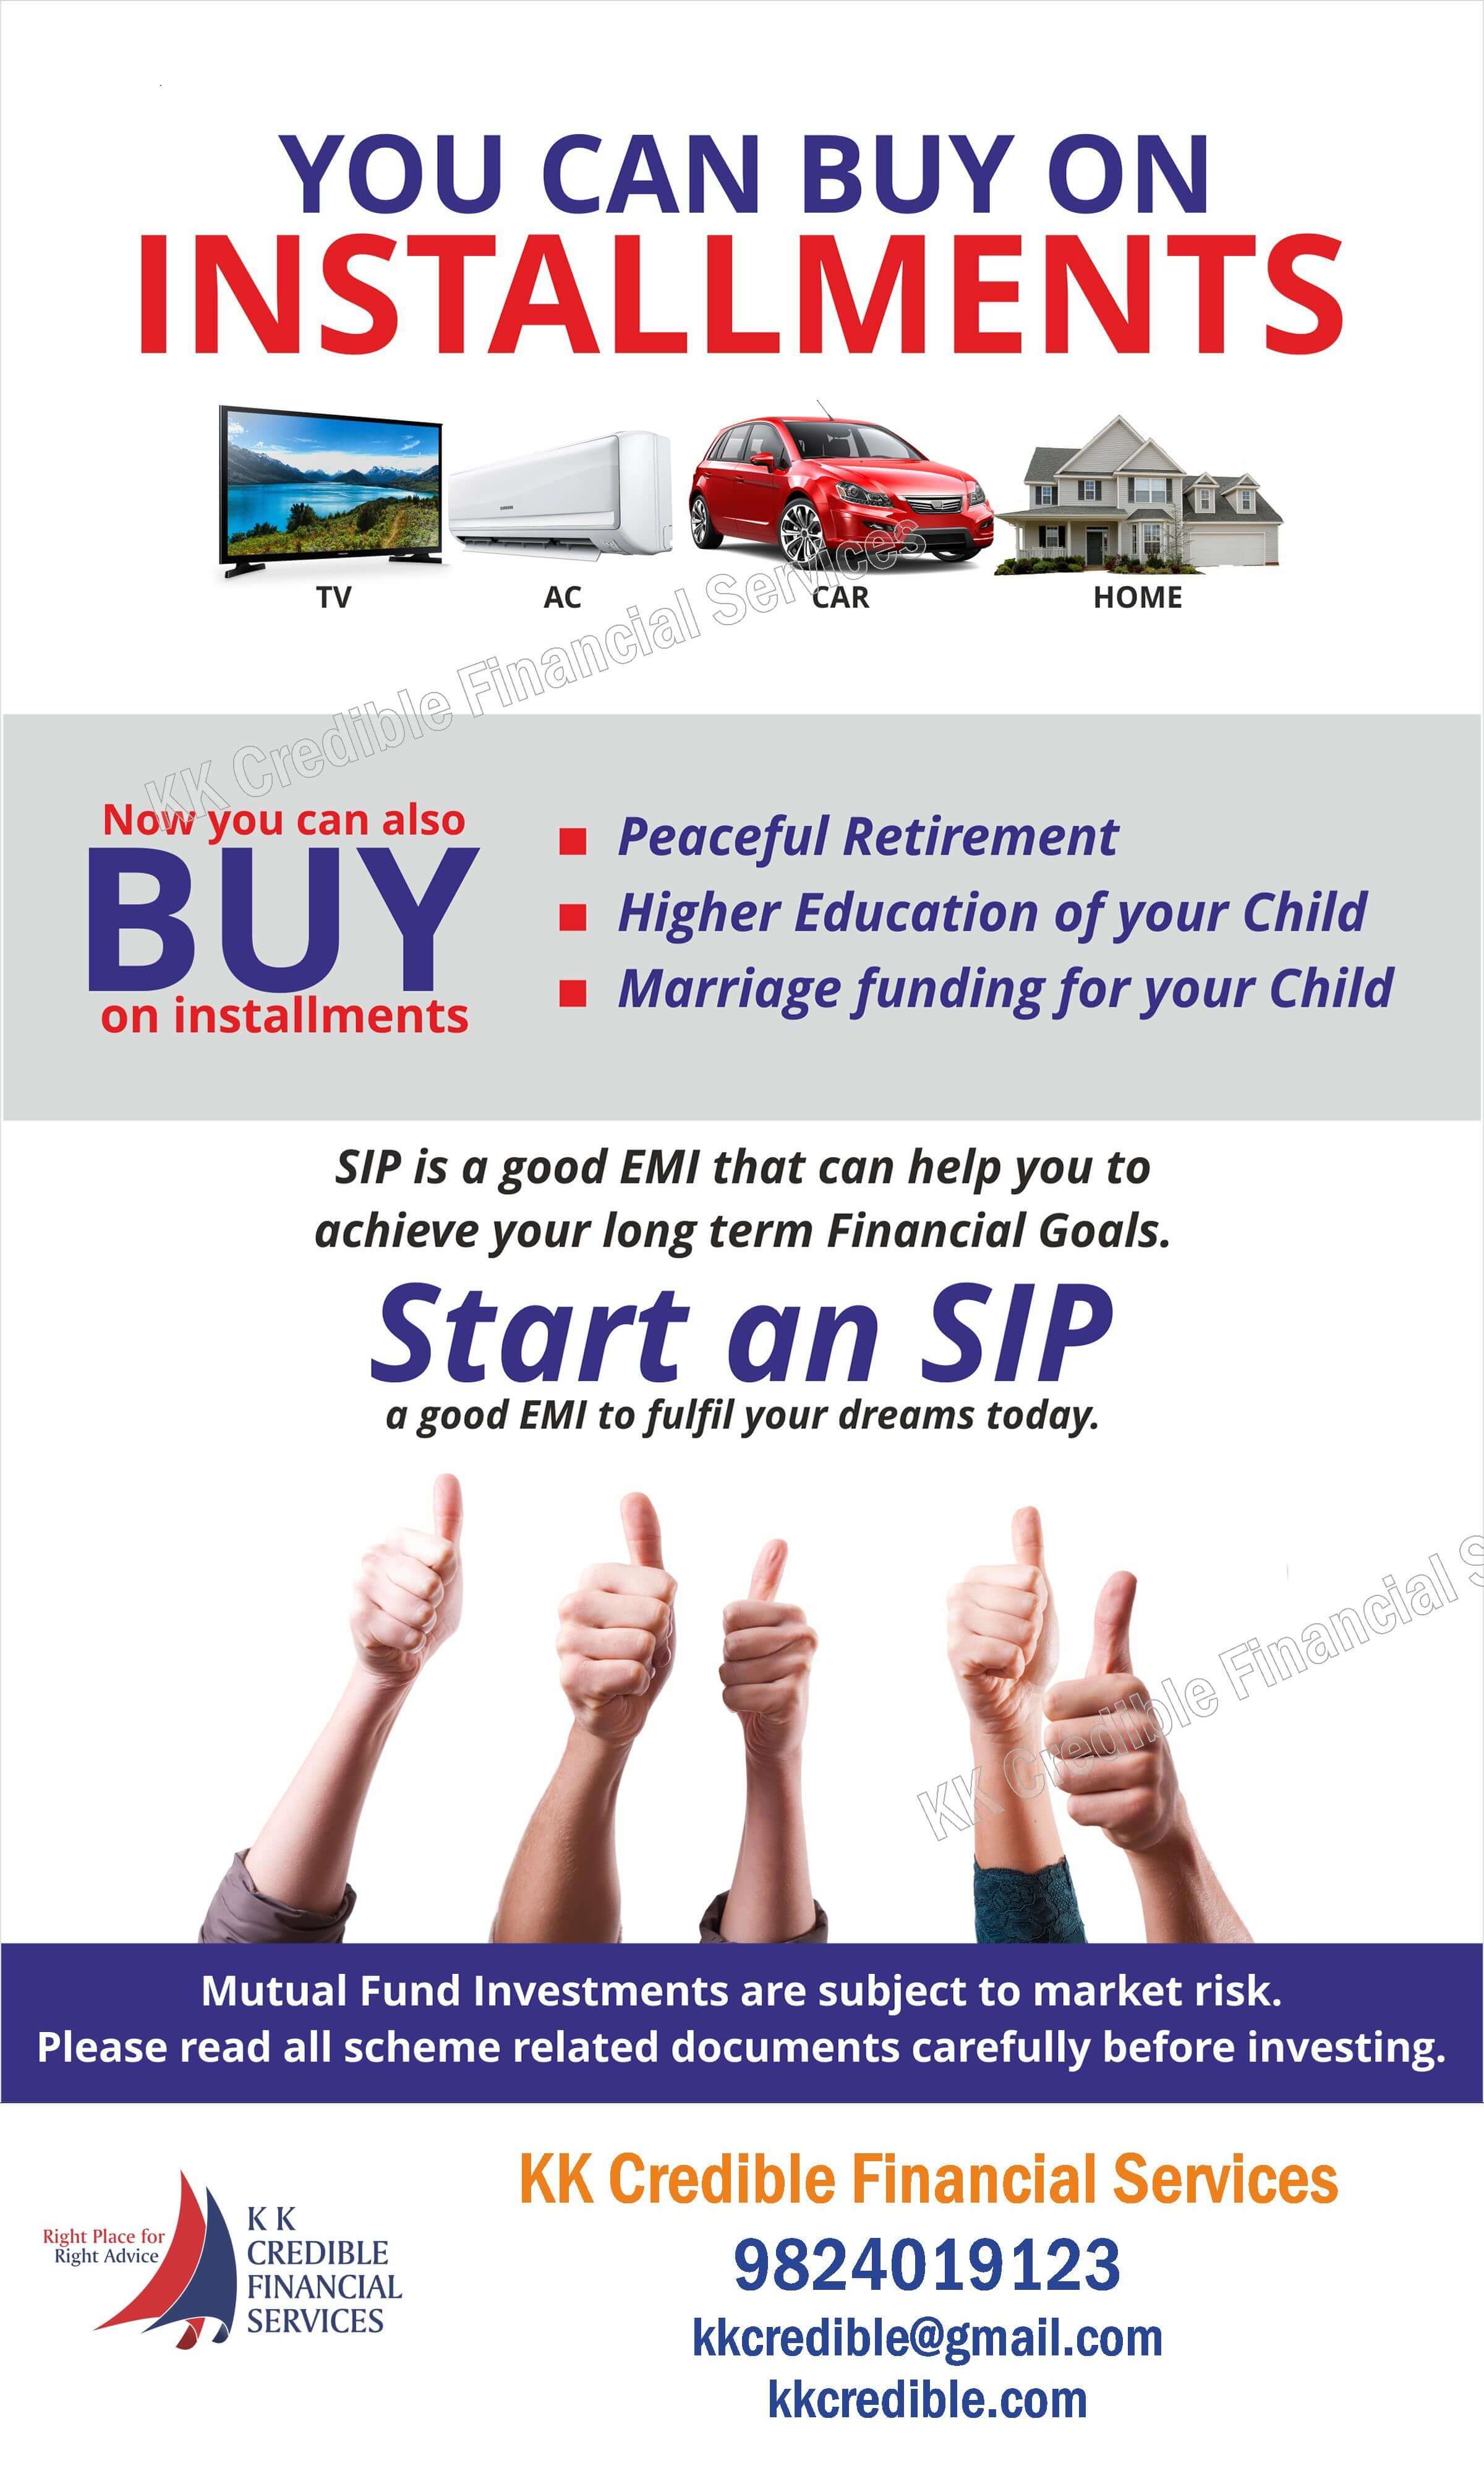 YOU CAN BUY ON
INSTALLMENTS
TV
AC
CAR
HOME
KK Credible Financial Services
Now you can also
BUY
on installments
Peaceful Retirement
Higher Education of your Child
Marriage funding for your Child
SIP is a good EMI that can help you to
achieve your long term Financial Goals.
Start an SIP
a good EMI to fulfil your dreams today.
KK Credible Financial S
Mutual Fund Investments are subject to market risk.
Please read all scheme related documents carefully before investing.
Right Place for
Right Advice
K K
CREDIBLE
FINANCIAL
SERVICES
KK Credible Financial Services
9824019123
kkcredible@gmail.com
kkcredible.com